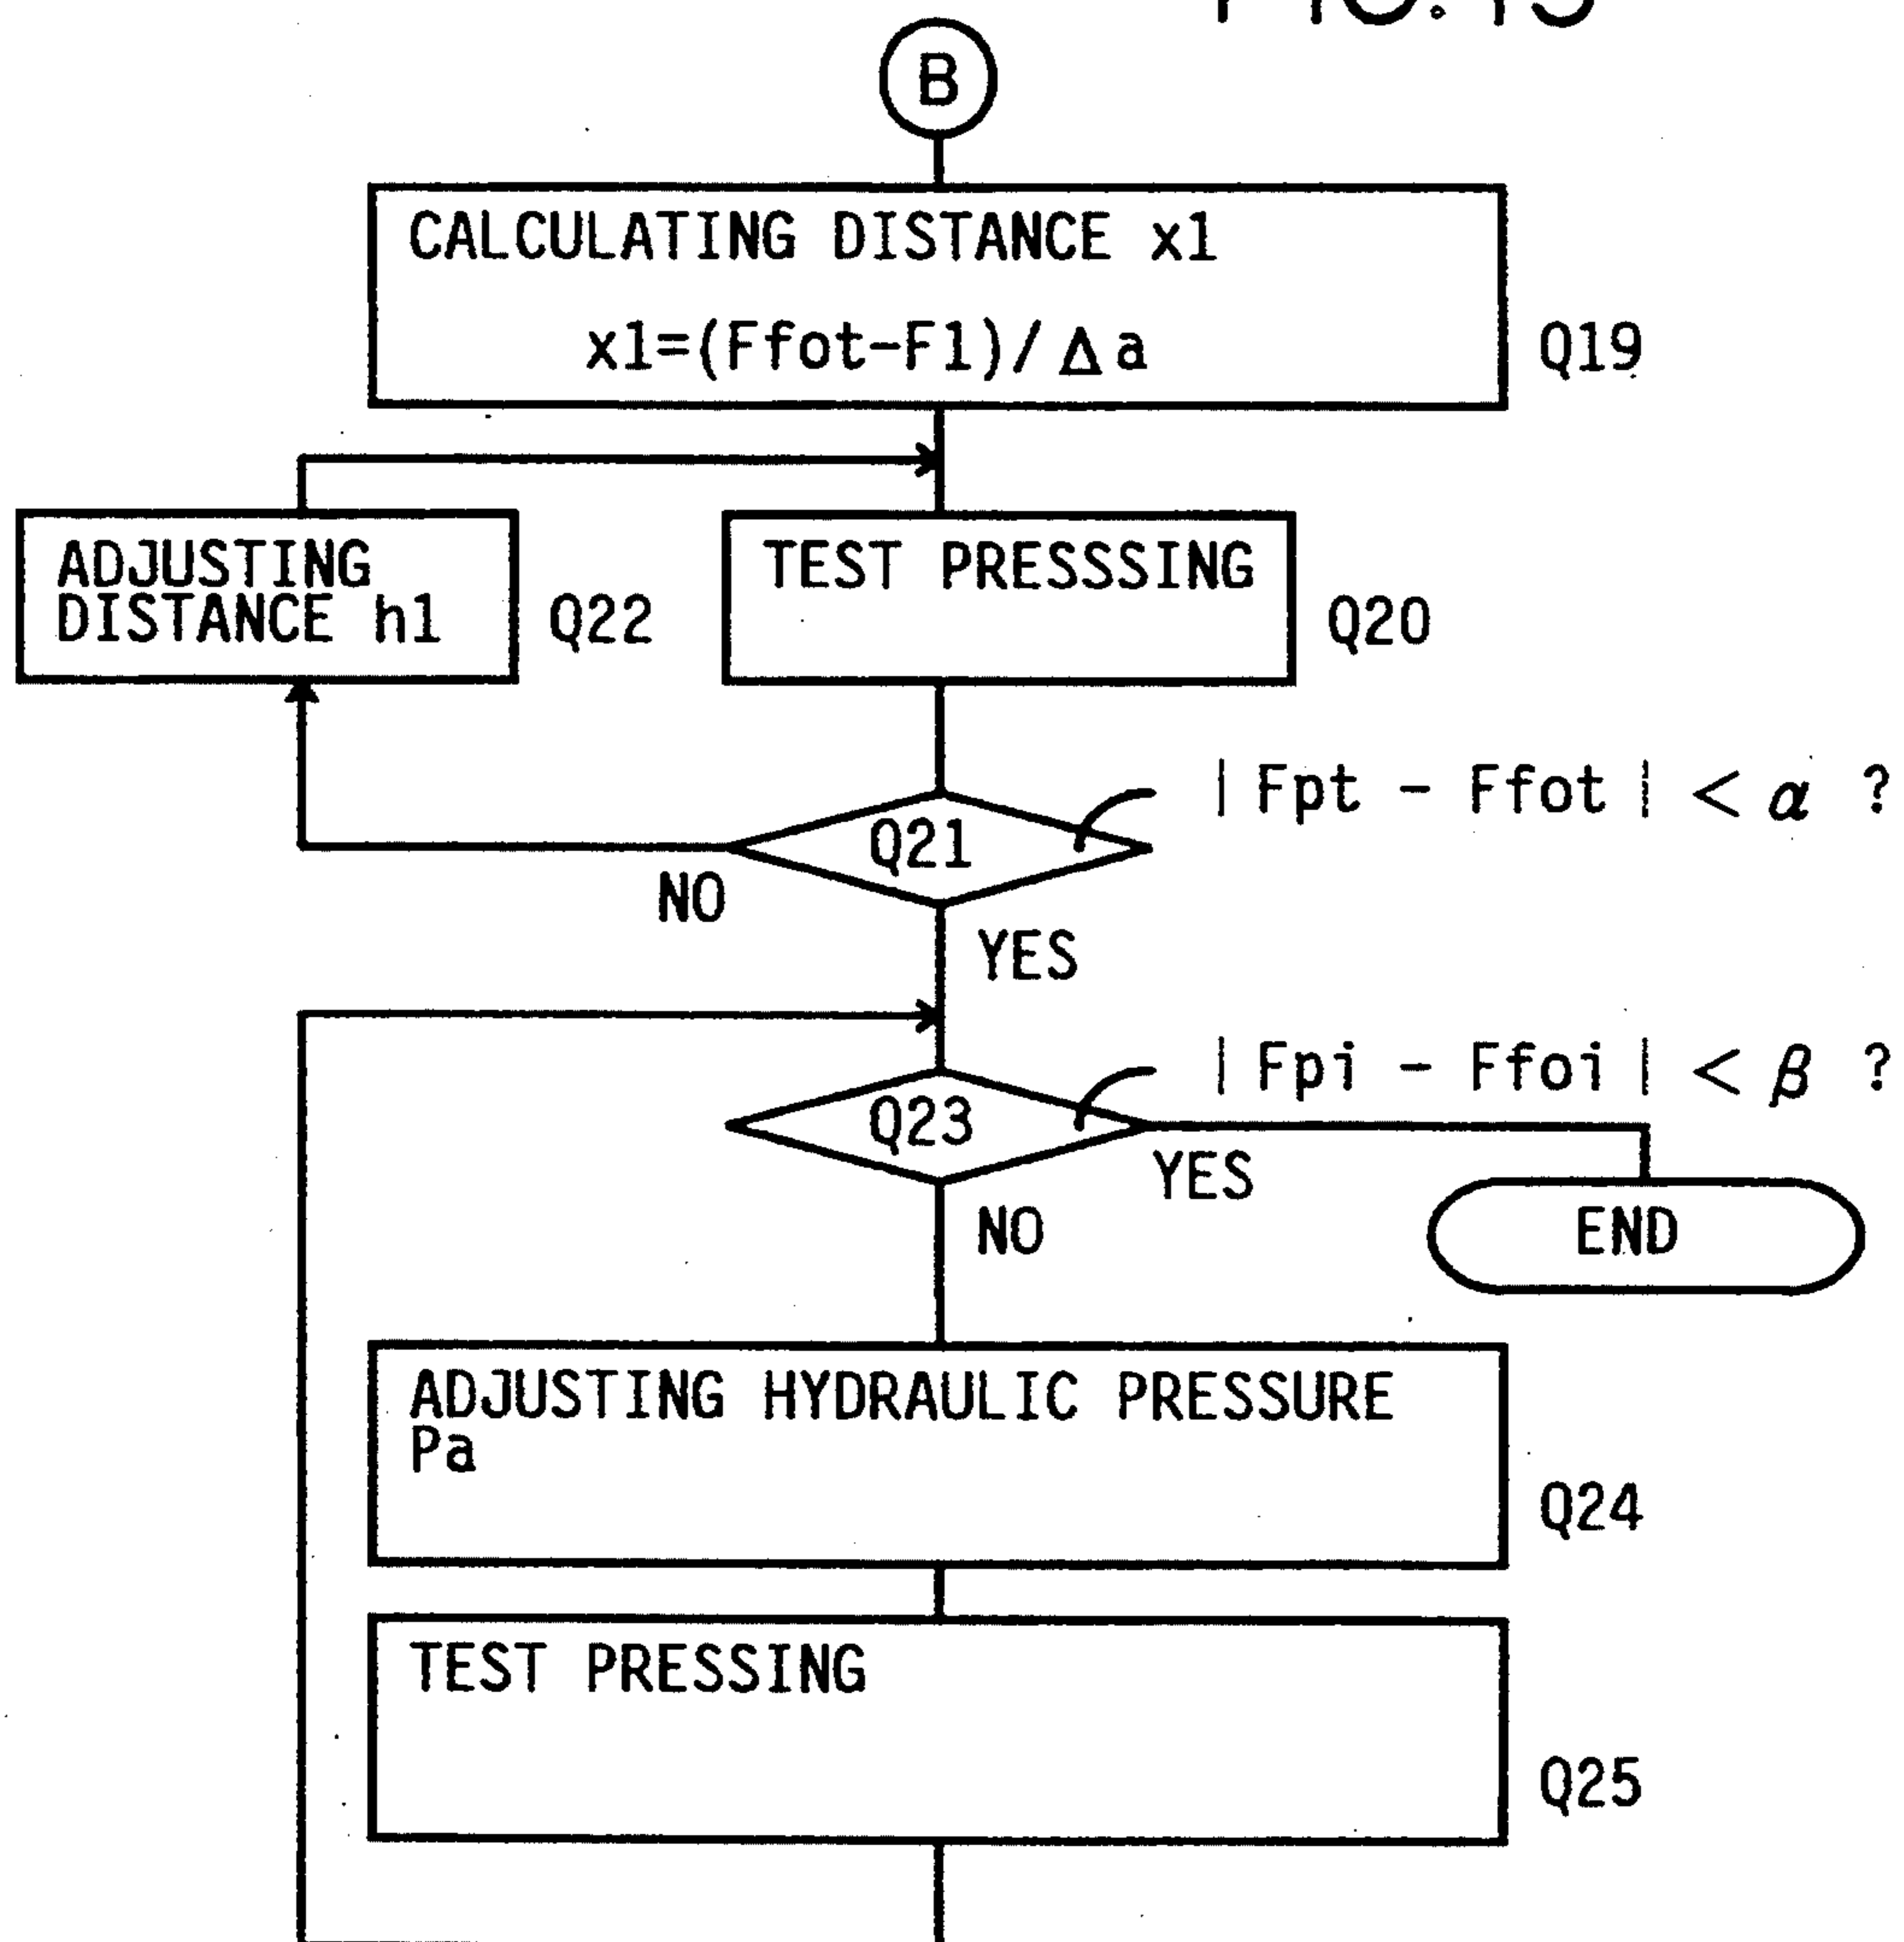 B
CALCULATING DISTANCE x1
x1=(Ffot-F1)/Δa
Q19
ADJUSTING
DISTANCE h1
Q22
TEST PRESSSING
Q20
| Fpt - Ffot | < α ?
Q21
NO
YES
| Fpi - Ffoi | < β ?
Q23
YES
END
NO
ADJUSTING HYDRAULIC PRESSURE
Pa
Q24
TEST PRESSING
Q25